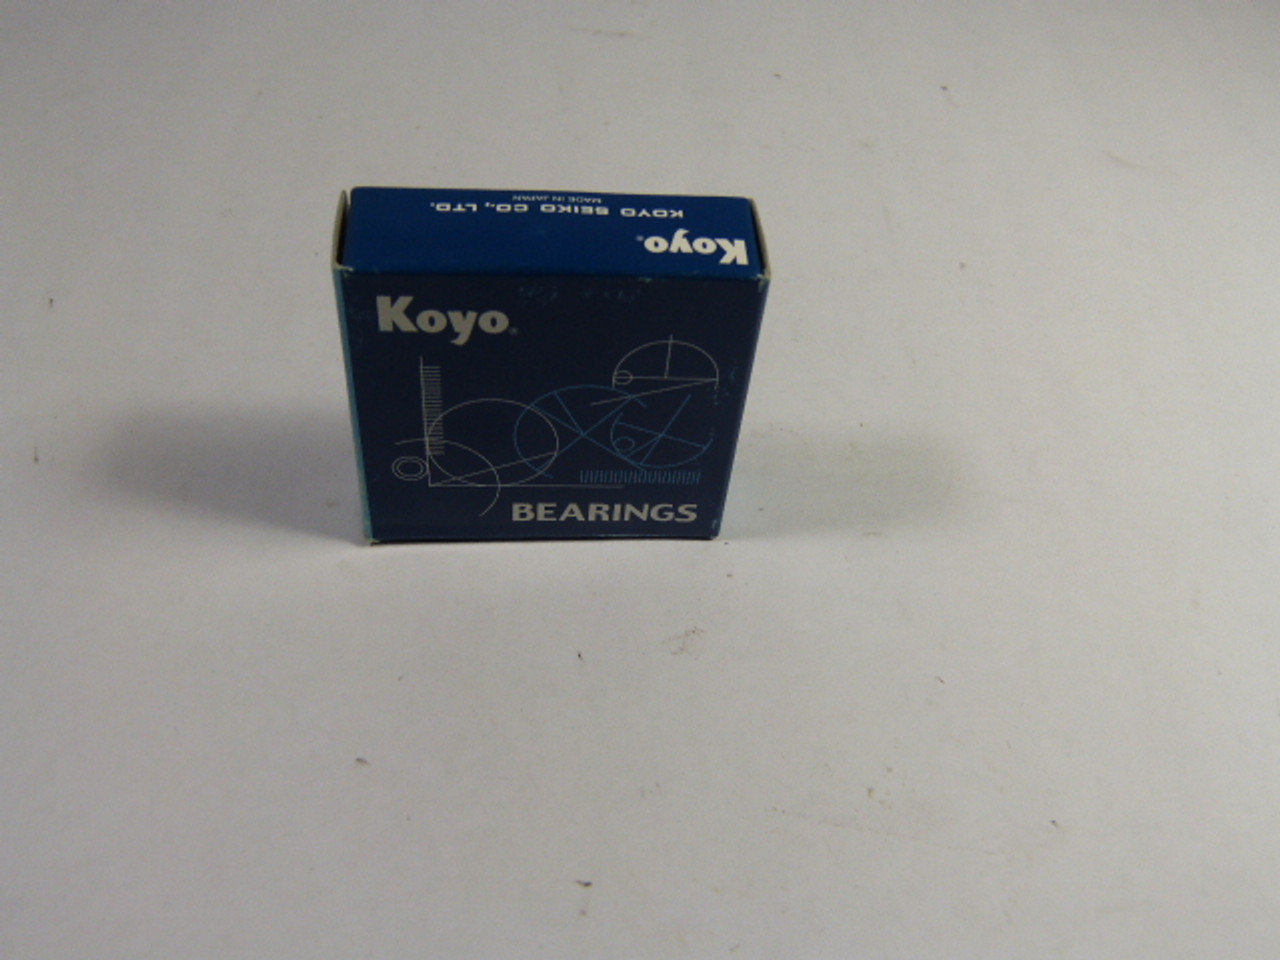 KOYO SEIKO CO., LTD.
MADE IN JAPAN
Koyo
Koyo
BEARINGS